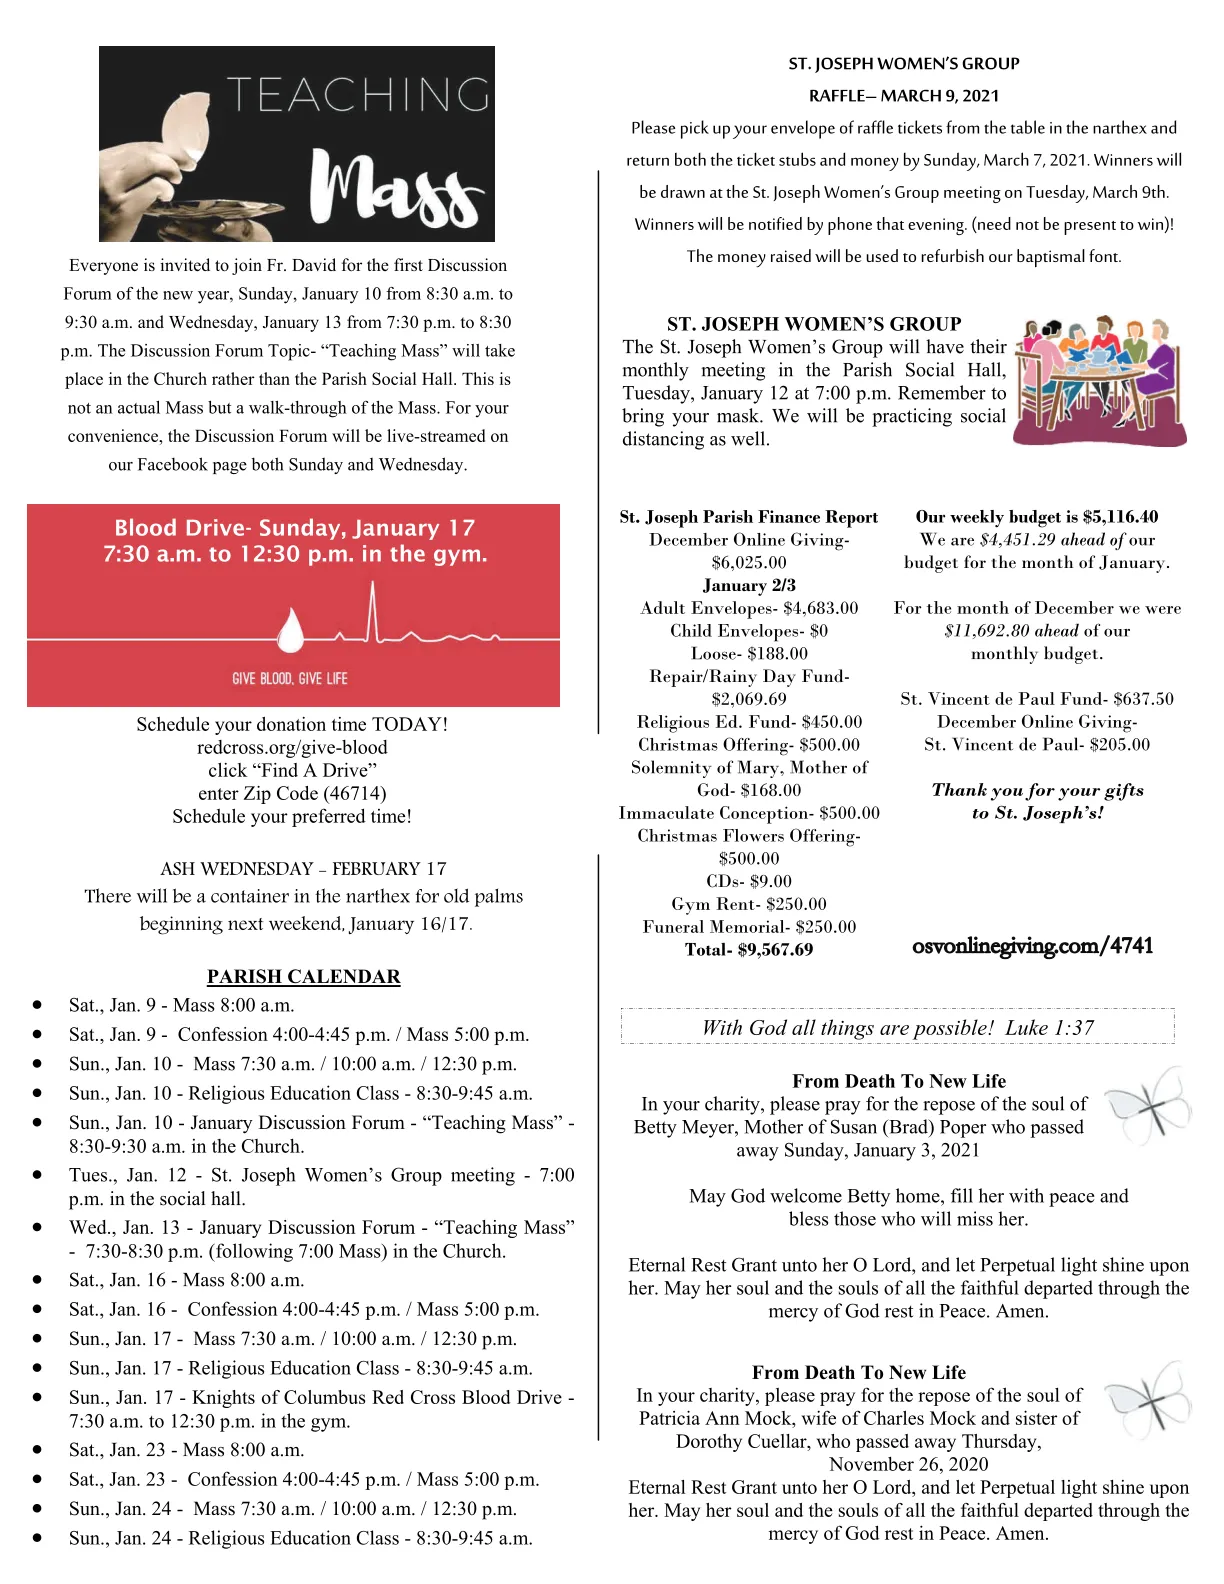 TEACHING
Mass
Everyone is invited to join Fr. David for the first Discussion
Forum of the new year, Sunday, January 10 from 8:30 a.m. to
9:30 a.m. and Wednesday, January 13 from 7:30 p.m. to 8:30
p.m. The Discussion Forum Topic- “Teaching Mass” will take
place in the Church rather than the Parish Social Hall. This is
not an actual Mass but a walk-through of the Mass. For your
convenience, the Discussion Forum will be live-streamed on
our Facebook page both Sunday and Wednesday.
Blood Drive- Sunday, January 17
7:30 a.m. to 12:30 p.m. in the gym.
GIVE BLOOD. GIVE LIFE
Schedule your donation time TODAY!
redcross.org/give-blood
click “Find A Drive”
enter Zip Code (46714)
Schedule your preferred time!
ASH WEDNESDAY – FEBRUARY 17
There will be a container in the narthex for old palms
beginning next weekend, January 16/17.
PARISH CALENDAR
• Sat., Jan. 9 - Mass 8:00 a.m.
• Sat., Jan. 9 - Confession 4:00-4:45 p.m. / Mass 5:00 p.m.
• Sun., Jan. 10 - Mass 7:30 a.m. / 10:00 a.m. / 12:30 p.m.
• Sun., Jan. 10 - Religious Education Class - 8:30-9:45 a.m.
• Sun., Jan. 10 - January Discussion Forum - “Teaching Mass” -
8:30-9:30 a.m. in the Church.
• Tues., Jan. 12 - St. Joseph Women’s Group meeting - 7:00
p.m. in the social hall.
• Wed., Jan. 13 - January Discussion Forum - “Teaching Mass”
- 7:30-8:30 p.m. (following 7:00 Mass) in the Church.
• Sat., Jan. 16 - Mass 8:00 a.m.
• Sat., Jan. 16 - Confession 4:00-4:45 p.m. / Mass 5:00 p.m.
• Sun., Jan. 17 - Mass 7:30 a.m. / 10:00 a.m. / 12:30 p.m.
• Sun., Jan. 17 - Religious Education Class - 8:30-9:45 a.m.
• Sun., Jan. 17 - Knights of Columbus Red Cross Blood Drive -
7:30 a.m. to 12:30 p.m. in the gym.
• Sat., Jan. 23 - Mass 8:00 a.m.
• Sat., Jan. 23 - Confession 4:00-4:45 p.m. / Mass 5:00 p.m.
• Sun., Jan. 24 - Mass 7:30 a.m. / 10:00 a.m. / 12:30 p.m.
• Sun., Jan. 24 - Religious Education Class - 8:30-9:45 a.m.
ST. JOSEPH WOMEN’S GROUP
RAFFLE– MARCH 9, 2021
Please pick up your envelope of raffle tickets from the table in the narthex and
return both the ticket stubs and money by Sunday, March 7, 2021. Winners will
be drawn at the St. Joseph Women’s Group meeting on Tuesday, March 9th.
Winners will be notified by phone that evening. (need not be present to win)!
The money raised will be used to refurbish our baptismal font.
ST. JOSEPH WOMEN’S GROUP
The St. Joseph Women’s Group will have their
monthly meeting in the Parish Social Hall,
Tuesday, January 12 at 7:00 p.m. Remember to
bring your mask. We will be practicing social
distancing as well.
St. Joseph Parish Finance Report
December Online Giving-
$6,025.00
January 2/3
Adult Envelopes- $4,683.00
Child Envelopes- $0
Loose- $188.00
Repair/Rainy Day Fund-
$2,069.69
Religious Ed. Fund- $450.00
Christmas Offering- $500.00
Solemnity of Mary, Mother of
God- $168.00
Immaculate Conception- $500.00
Christmas Flowers Offering-
$500.00
CDs- $9.00
Gym Rent- $250.00
Funeral Memorial- $250.00
Total- $9,567.69
Our weekly budget is $5,116.40
We are $4,451.29 ahead of our
budget for the month of January.
For the month of December we were
$11,692.80 ahead of our
monthly budget.
St. Vincent de Paul Fund- $637.50
December Online Giving-
St. Vincent de Paul- $205.00
Thank you for your gifts
to St. Joseph’s!
osvonlinegiving.com/4741
With God all things are possible! Luke 1:37
From Death To New Life
In your charity, please pray for the repose of the soul of
Betty Meyer, Mother of Susan (Brad) Poper who passed
away Sunday, January 3, 2021
May God welcome Betty home, fill her with peace and
bless those who will miss her.
Eternal Rest Grant unto her O Lord, and let Perpetual light shine upon
her. May her soul and the souls of all the faithful departed through the
mercy of God rest in Peace. Amen.
From Death To New Life
In your charity, please pray for the repose of the soul of
Patricia Ann Mock, wife of Charles Mock and sister of
Dorothy Cuellar, who passed away Thursday,
November 26, 2020
Eternal Rest Grant unto her O Lord, and let Perpetual light shine upon
her. May her soul and the souls of all the faithful departed through the
mercy of God rest in Peace. Amen.